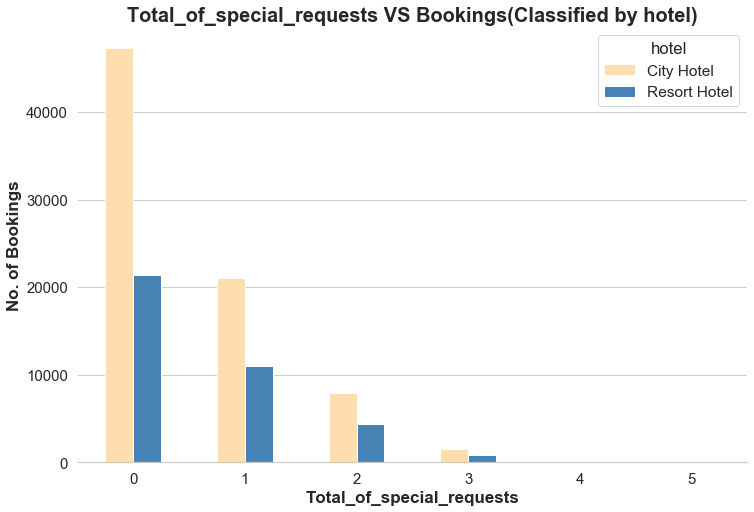 Total_of_special_requests VS Bookings(Classified by hotel)
hotel
City Hotel
Resort Hotel
No. of Bookings
40000
30000
20000
10000
0
0 1 2 3 4 5
Total_of_special_requests